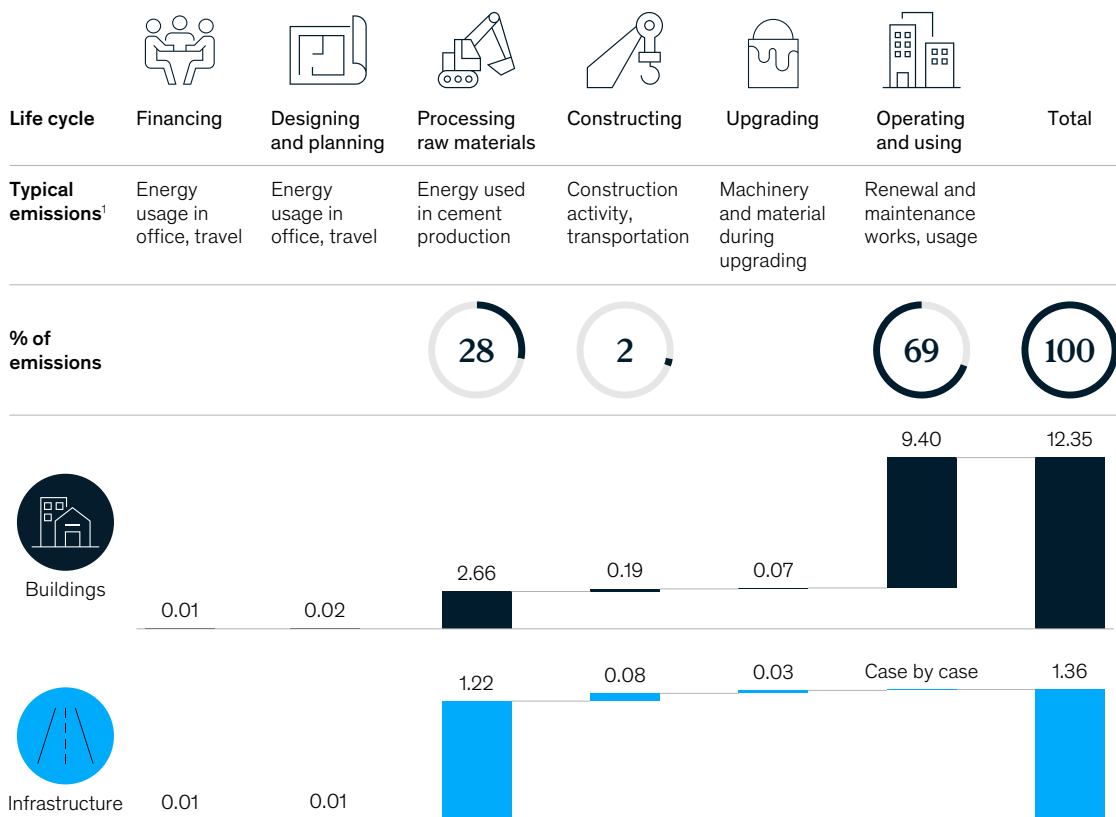 Life cycle
Financing
Designing
and planning
Processing
raw materials
Constructing
Upgrading
Operating
and using
Total
Typical
emissions¹
Energy
usage in
office, travel
Energy
usage in
office, travel
Energy used
in cement
production
Construction
activity,
transportation
Machinery
and material
during
upgrading
Renewal and
maintenance
works, usage
% of
emissions
28
2
69
100
Buildings
0.01
0.02
2.66
0.19
0.07
9.40
12.35
Infrastructure
0.01
0.01
1.22
0.08
0.03
Case by case
1.36